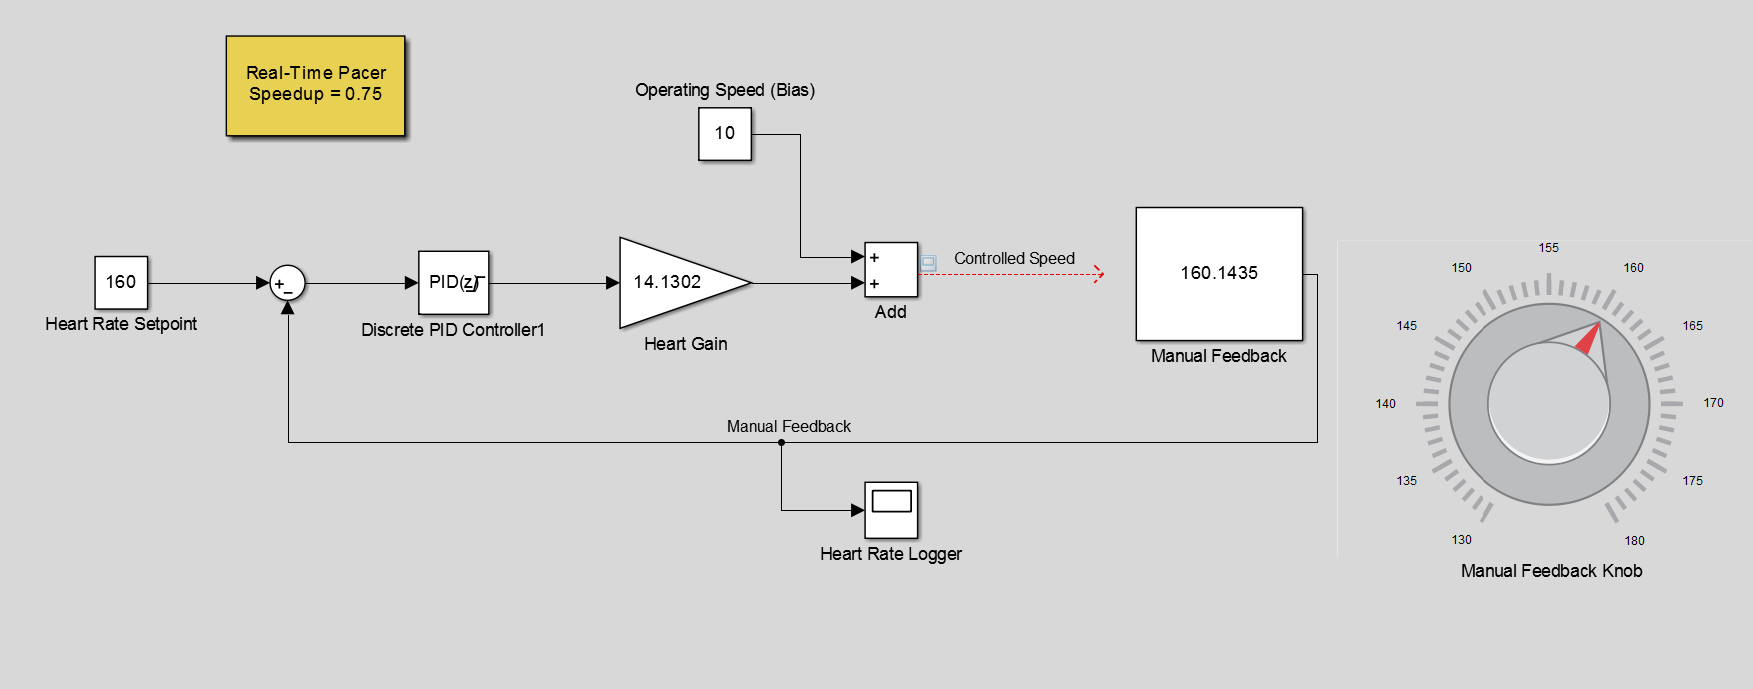 Real-Time Pacer
Speedup = 0.75
Operating Speed (Bias)
10
160
Heart Rate Setpoint
+
−
PID(z)
Discrete PID Controller1
14.1302
Heart Gain
+
+
Add
Controlled Speed
160.1435
Manual Feedback
Manual Feedback
Heart Rate Logger
130
135
140
145
150
155
160
165
170
175
180
Manual Feedback Knob